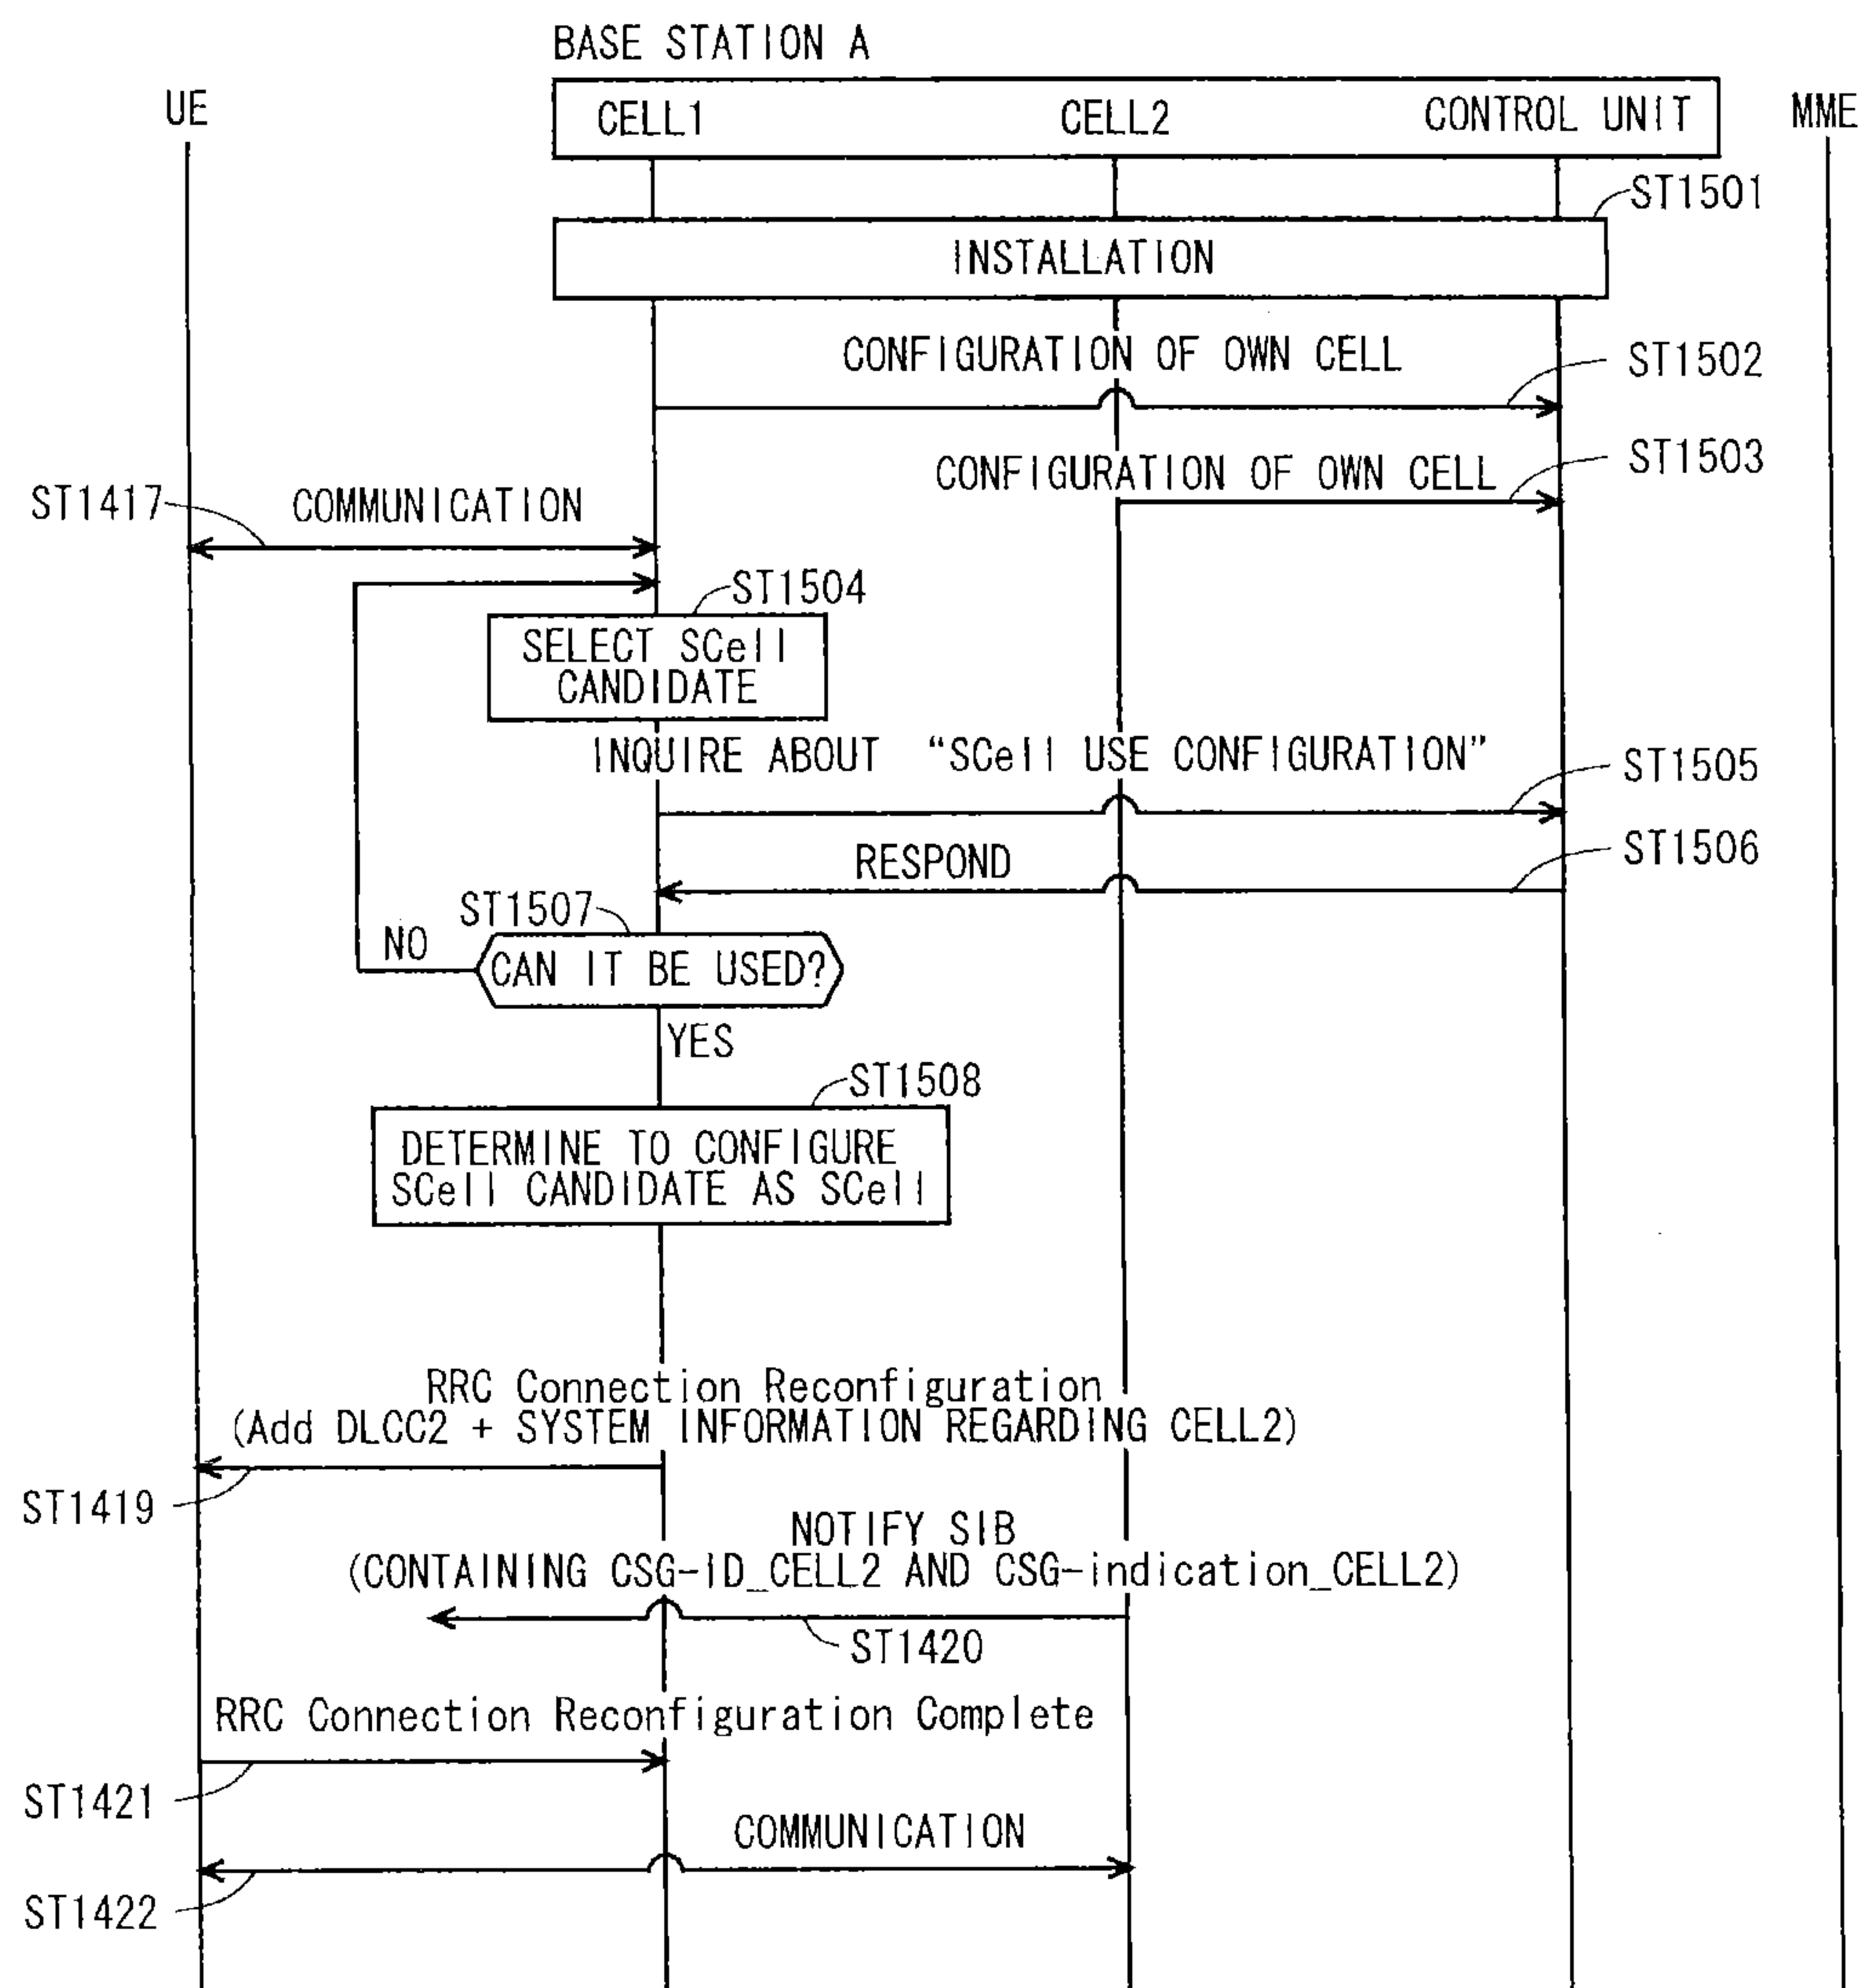 BASE STATION A
UE
CELL1
CELL2
CONTROL UNIT
MME
ST1501
INSTALLATION
CONFIGURATION OF OWN CELL
ST1502
CONFIGURATION OF OWN CELL
ST1503
ST1417
COMMUNICATION
ST1504
SELECT SCell
CANDIDATE
INQUIRE ABOUT “SCell USE CONFIGURATION”
ST1505
RESPOND
ST1506
ST1507
NO
CAN IT BE USED?
YES
ST1508
DETERMINE TO CONFIGURE
SCell CANDIDATE AS SCell
RRC Connection Reconfiguration
(Add DLCC2 + SYSTEM INFORMATION REGARDING CELL2)
ST1419
NOTIFY SIB
(CONTAINING CSG-ID_CELL2 AND CSG-indication_CELL2)
ST1420
RRC Connection Reconfiguration Complete
ST1421
COMMUNICATION
ST1422